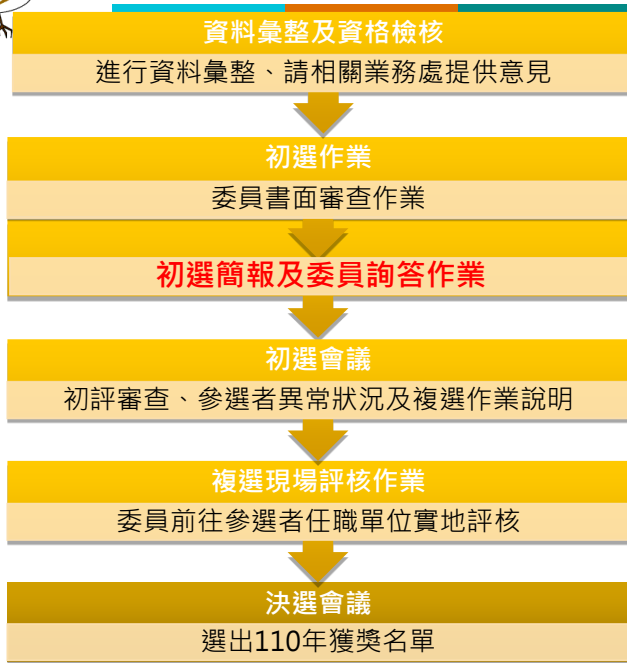 資料彙整及資格檢核
進行資料彙整、請相關業務處提供意見
初選作業
委員書面審查作業
初選簡報及委員詢答作業
初選會議
初評審查、參選者異常狀況及複選作業說明
複選現場評核作業
委員前往參選者任職單位實地評核
決選會議
選出110年獲獎名單